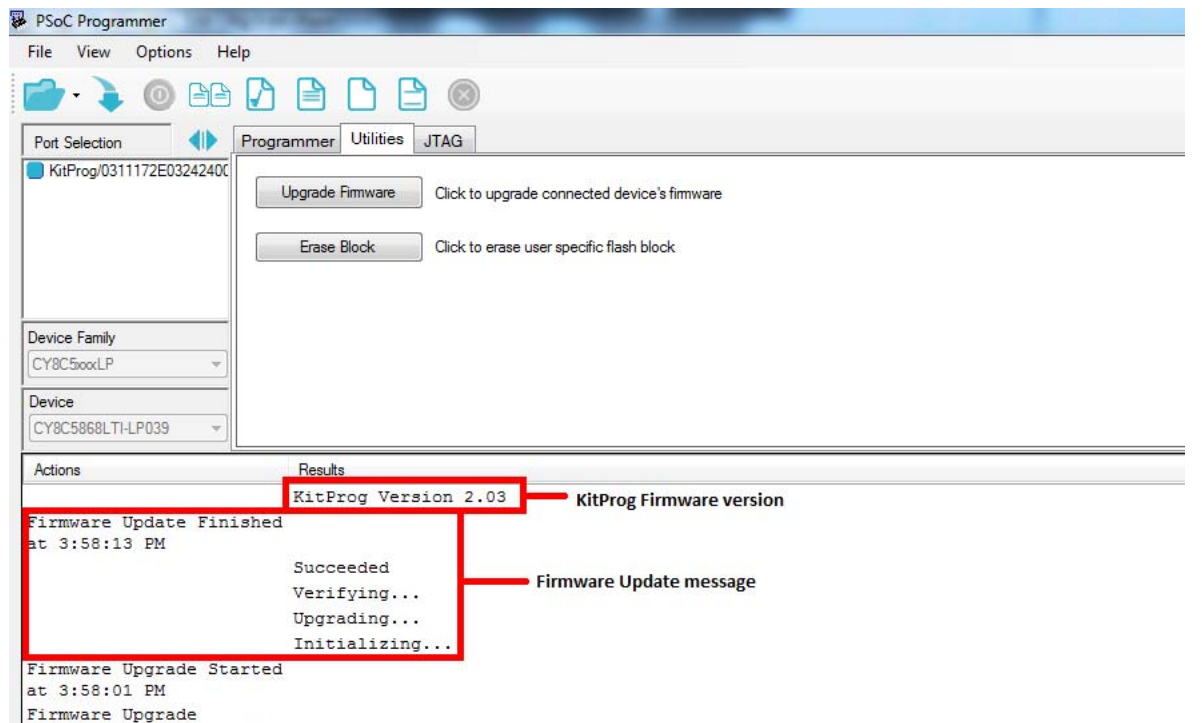 PSoC Programmer
File View Options Help
Port Selection
Programmer Utilities JTAG
KitProg/0311172E0324240
Upgrade Firmware Click to upgrade connected device's firmware
Erase Block Click to erase user specific flash block
Device Family
CY8C5xxxLP
Device
CY8C5868LTI-LP039
Actions Results
KitProg Version 2.03
KitProg Firmware version
Firmware Update Finished
at 3:58:13 PM
Succeeded
Verifying...
Upgrading...
Initializing...
Firmware Update message
Firmware Upgrade Started
at 3:58:01 PM
Firmware Upgrade